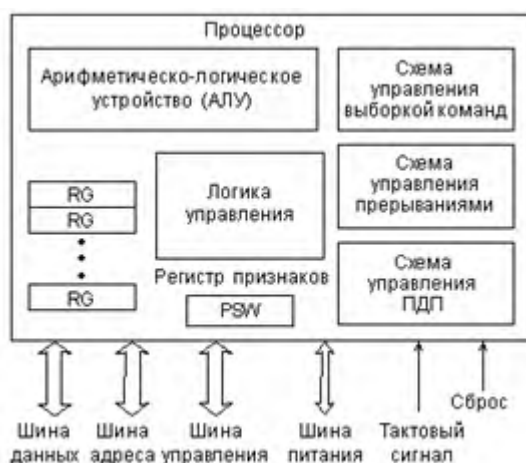 Процессор
Арифметическо-логическое
устройство (АЛУ)
Схема
управления
выборкой команд
RG
RG
RG
Логика
управления
Схема
управления
прерываниями
Регистр признаков
PSW
Схема
управления
ПДП
Шина
данных
Шина
адреса
Шина
управления
Шина
питания
Тактовый
сигнал
Сброс